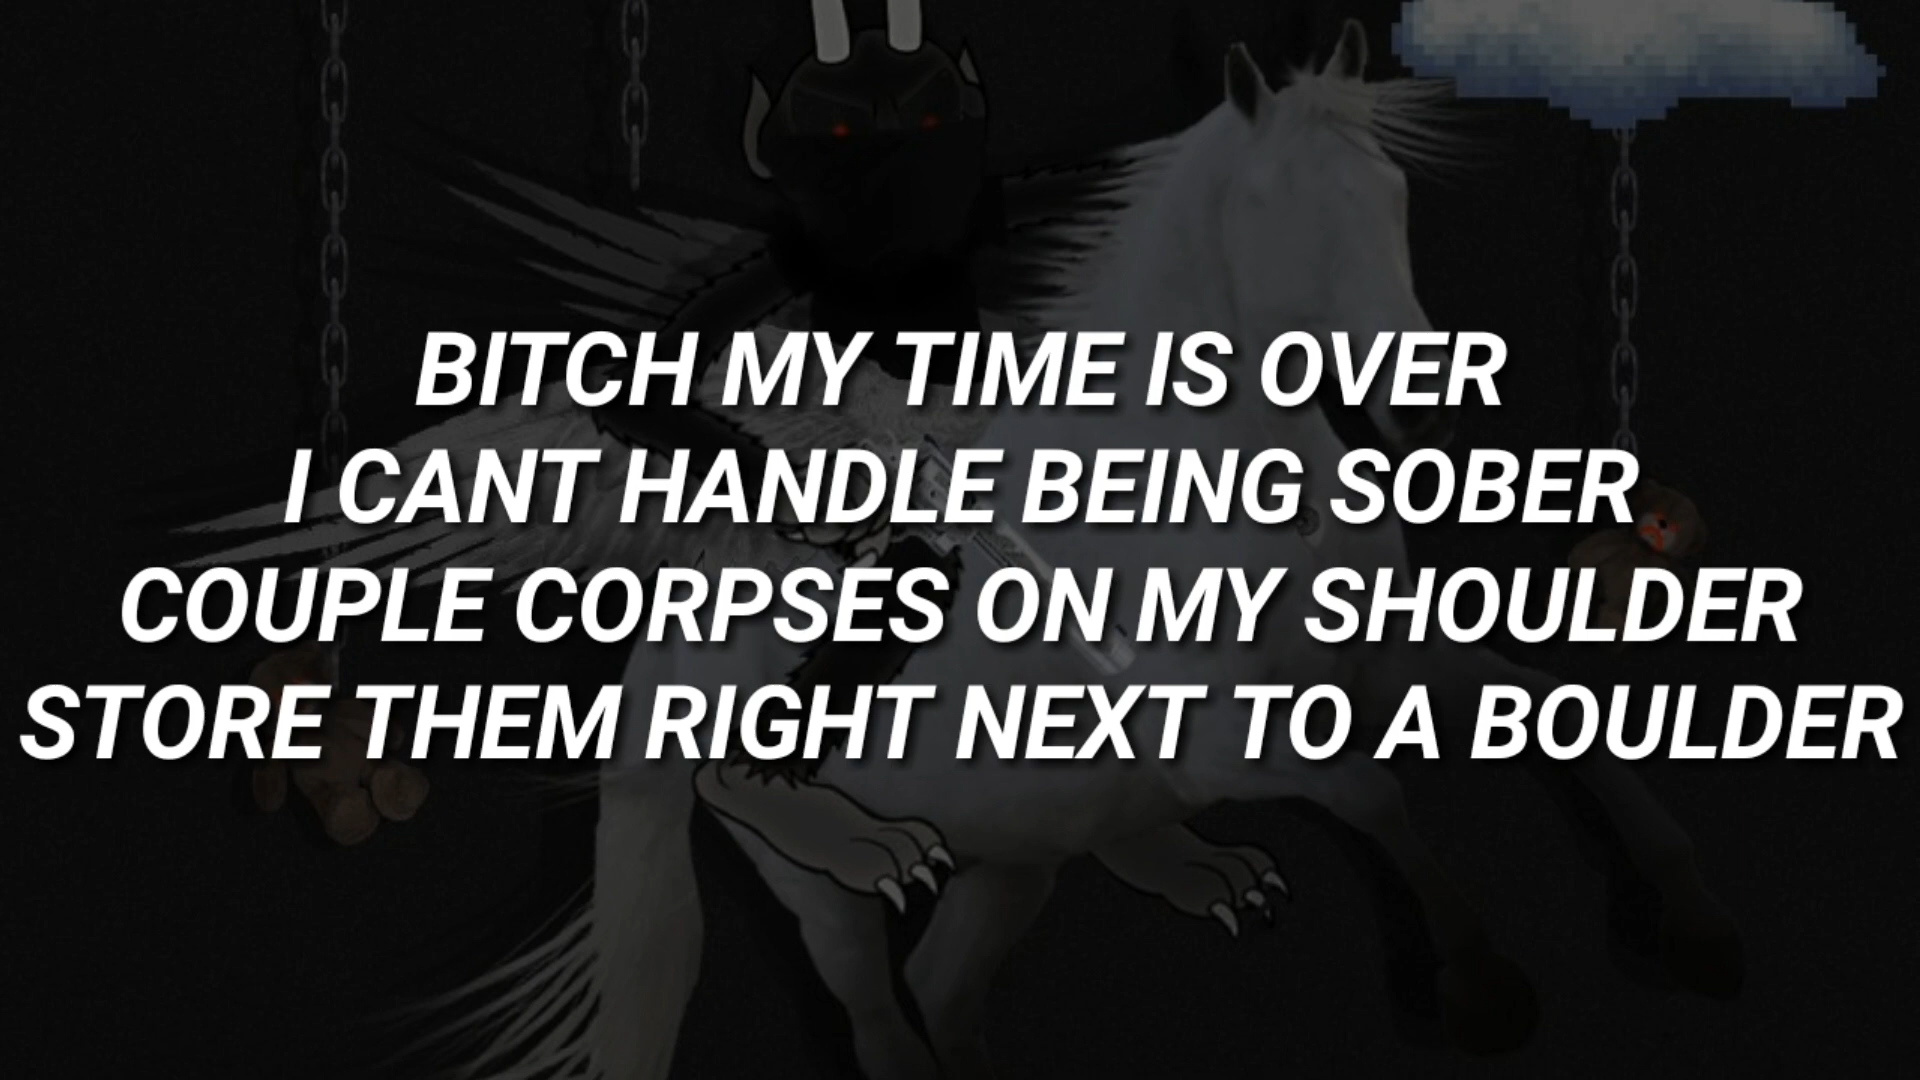 BITCH MY TIME IS OVER
I CANT HANDLE BEING SOBER
COUPLE CORPSES ON MY SHOULDER
STORE THEM RIGHT NEXT TO A BOULDER